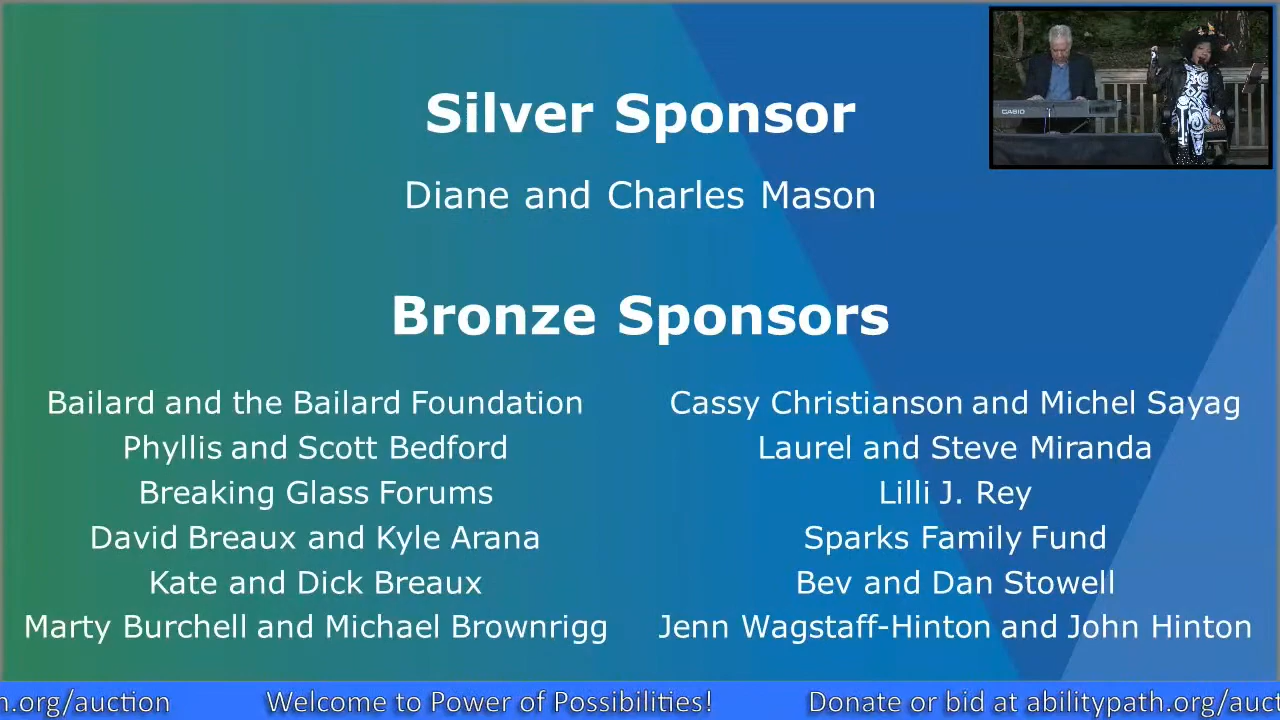 Silver Sponsor
Diane and Charles Mason
Bronze Sponsors
Bailard and the Bailard Foundation
Phyllis and Scott Bedford
Breaking Glass Forums
David Breaux and Kyle Arana
Kate and Dick Breaux
Marty Burchell and Michael Brownrigg
Cassy Christianson and Michel Sayag
Laurel and Steve Miranda
Lilli J. Rey
Sparks Family Fund
Bev and Dan Stowell
Jenn Wagstaff-Hinton and John Hinton
CASIO
n.org/auction Welcome to Power of Possibilities! Donate or bid at abilitypath.org/auct